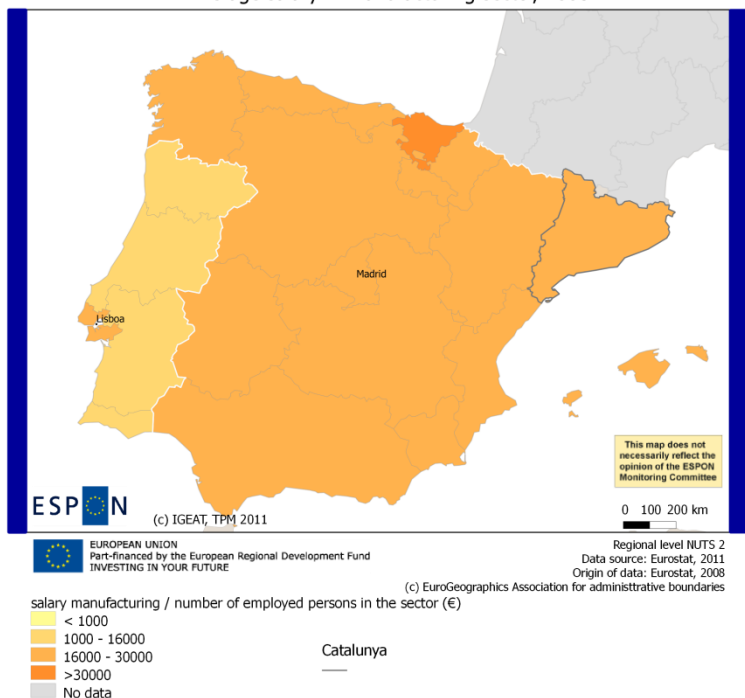 Madrid
Lisboa
This map does not
necessarily reflect the
opinion of the ESPON
Monitoring Committee
ESPON
(c) IGEAT, TPM 2011
0 100 200 km
EUROPEAN UNION
Part-financed by the European Regional Development Fund
INVESTING IN YOUR FUTURE
Regional level NUTS 2
Data source: Eurostat, 2011
Origin of data: Eurostat, 2008
(c) EuroGeographics Association for administtrative boundaries
salary manufacturing / number of employed persons in the sector (€)
< 1000
1000 - 16000
16000 - 30000
>30000
No data
Catalunya